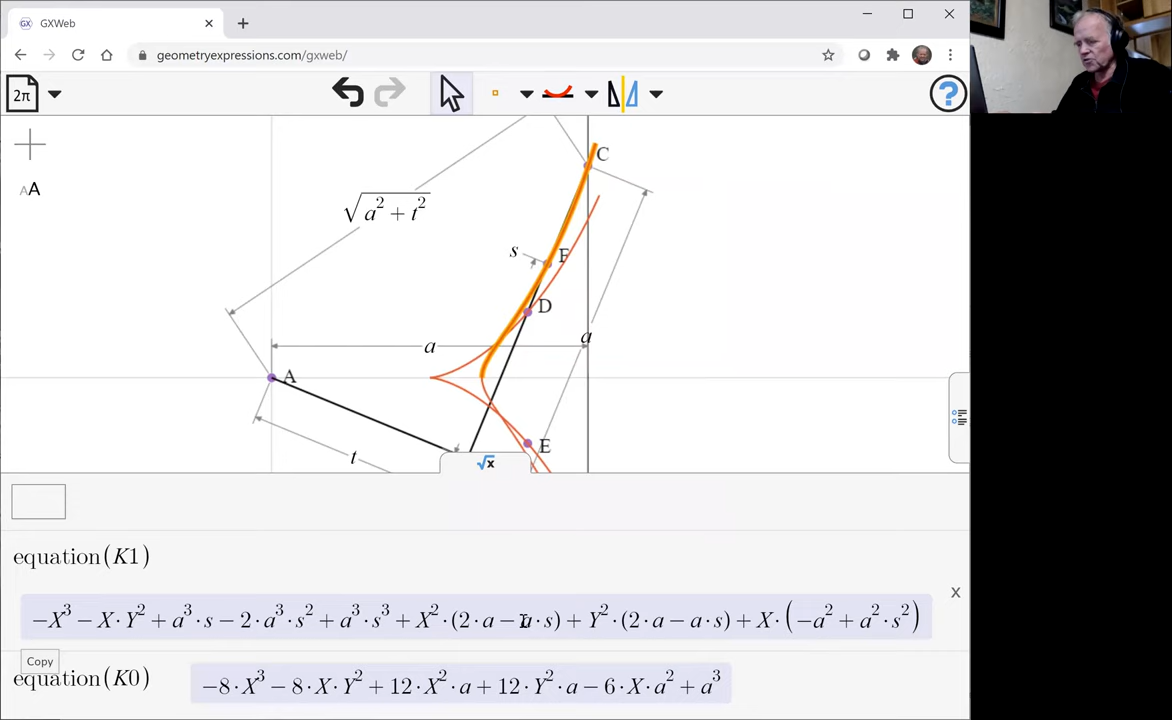 GXWeb
geometryexpressions.com/gxweb/
2π
?
AA
√(a² + t²)
C
s
F
D
a
a
A
E
t
√x
equation(K1)
−X³ − X·Y² + a³·s − 2·a³·s² + a³·s³ + X²·(2·a − a·s) + Y²·(2·a − a·s) + X·(−a² + a²·s²)
x
Copy
equation(K0)
−8·X³ − 8·X·Y² + 12·X²·a + 12·Y²·a − 6·X·a² + a³